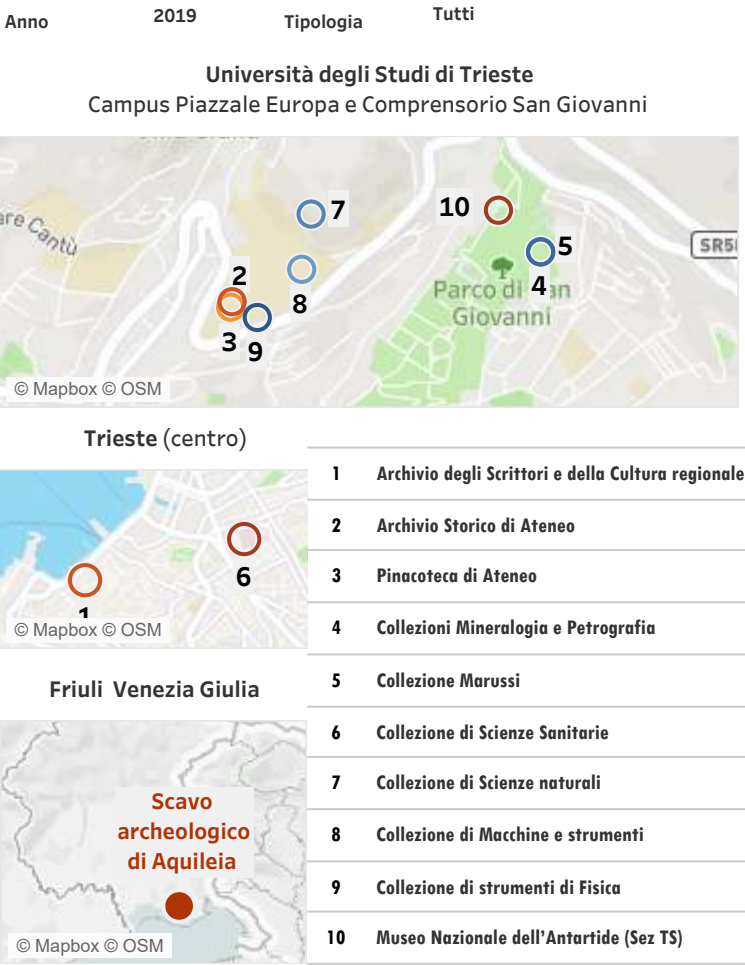 Anno 2019 Tipologia Tutti
Università degli Studi di Trieste
Campus Piazzale Europa e Comprensorio San Giovanni
Cantù
7
10
5
SR5
2
8
4
Parco di San
Giovanni
3
9
© Mapbox © OSM
Trieste (centro)
6
1
© Mapbox © OSM
1 Archivio degli Scrittori e della Cultura regionale
2 Archivio Storico di Ateneo
3 Pinacoteca di Ateneo
4 Collezioni Mineralogia e Petrografia
5 Collezione Marussi
6 Collezione di Scienze Sanitarie
7 Collezione di Scienze naturali
8 Collezione di Macchine e strumenti
9 Collezione di strumenti di Fisica
10 Museo Nazionale dell'Antartide (Sez TS)
Friuli Venezia Giulia
Scavo
archeologico
di Aquileia
© Mapbox © OSM